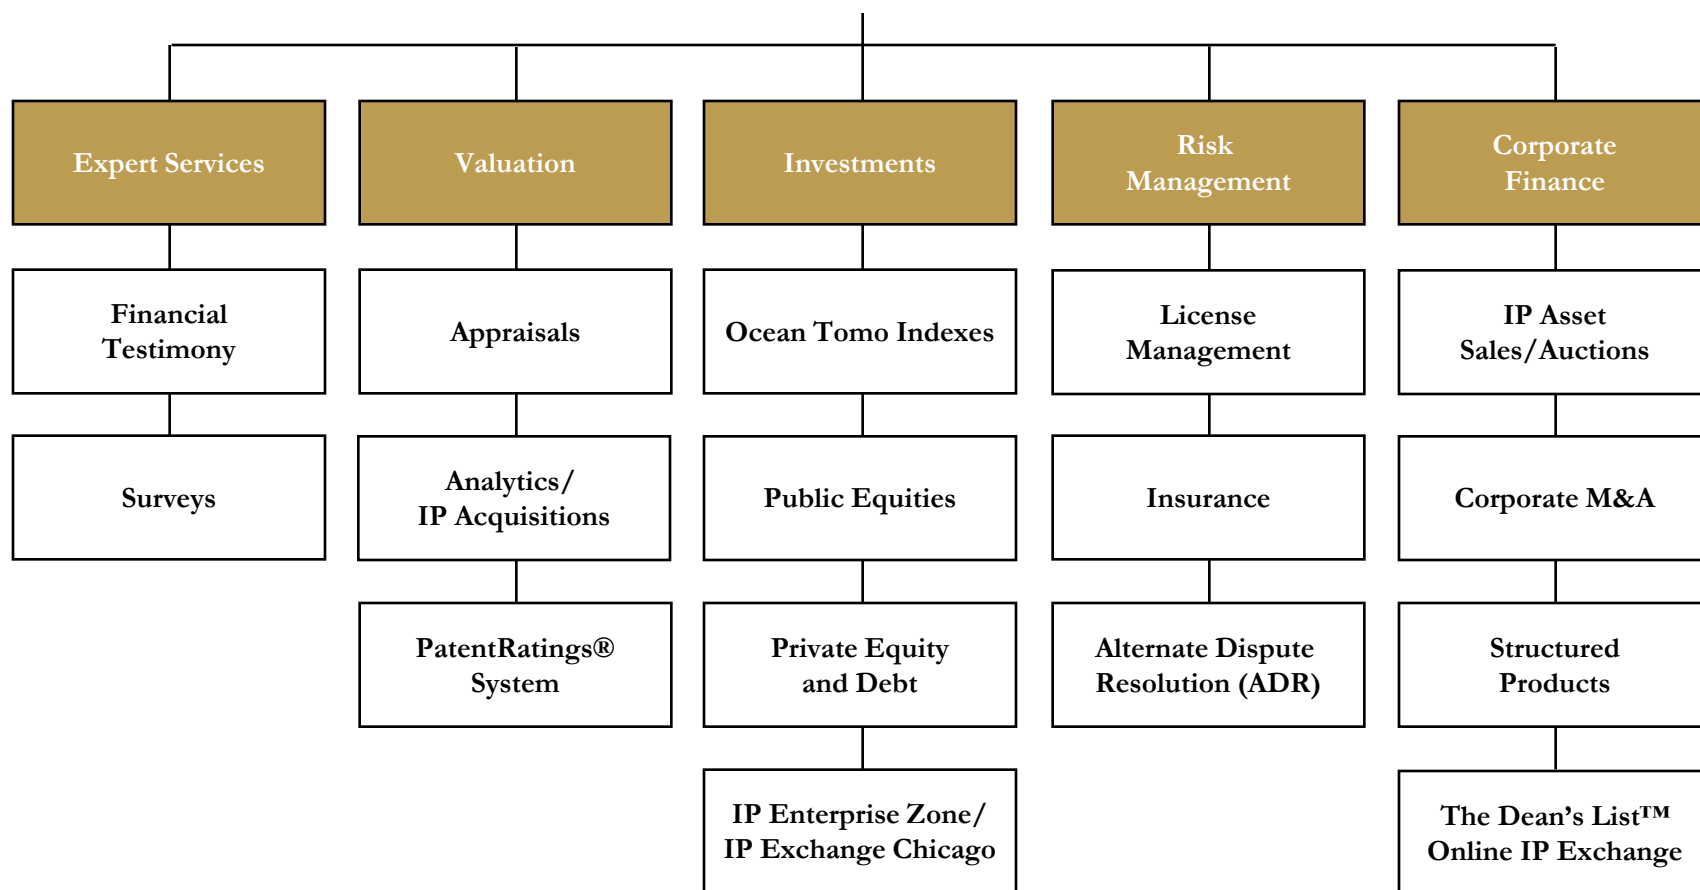 Expert Services
Valuation
Investments
Risk
Management
Corporate
Finance
Financial
Testimony
Appraisals
Ocean Tomo Indexes
License
Management
IP Asset
Sales/Auctions
Surveys
Analytics/
IP Acquisitions
Public Equities
Insurance
Corporate M&A
PatentRatings®
System
Private Equity
and Debt
Alternate Dispute
Resolution (ADR)
Structured
Products
IP Enterprise Zone/
IP Exchange Chicago
The Dean’s List™
Online IP Exchange